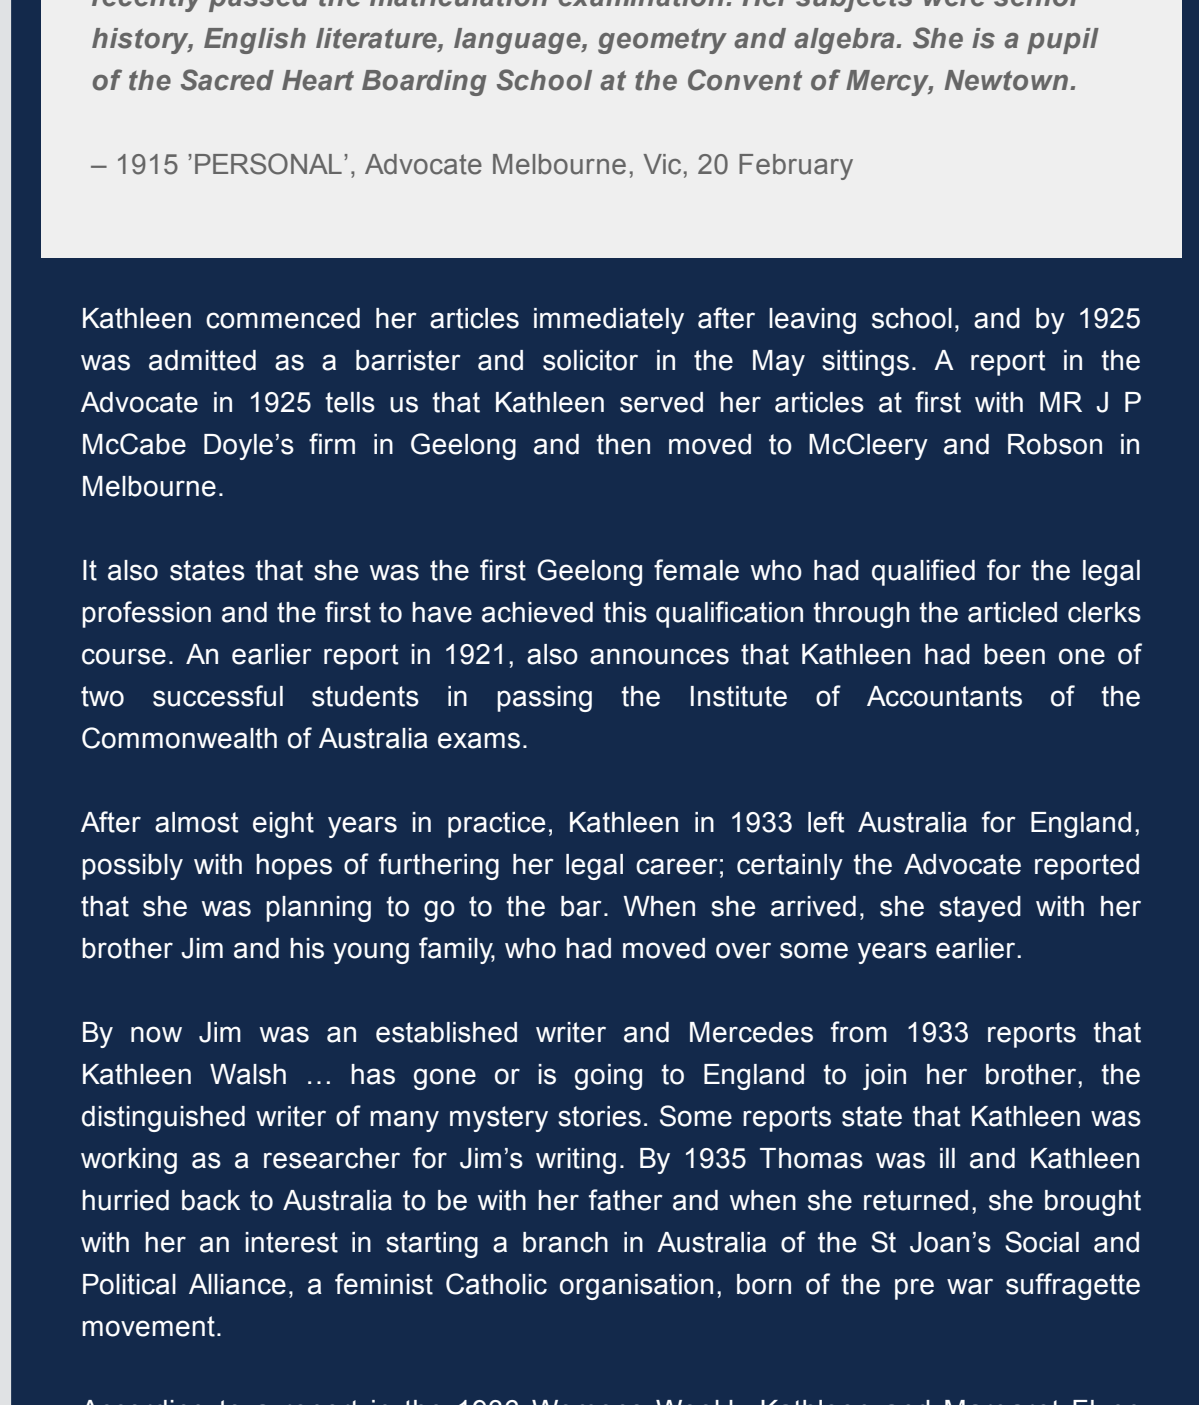 recently passed the matriculation examination. Her subjects were senior
history, English literature, language, geometry and algebra. She is a pupil
of the Sacred Heart Boarding School at the Convent of Mercy, Newtown.
– 1915 ’PERSONAL’, Advocate Melbourne, Vic, 20 February
Kathleen commenced her articles immediately after leaving school, and by 1925
was admitted as a barrister and solicitor in the May sittings. A report in the
Advocate in 1925 tells us that Kathleen served her articles at first with MR J P
McCabe Doyle’s firm in Geelong and then moved to McCleery and Robson in
Melbourne.
It also states that she was the first Geelong female who had qualified for the legal
profession and the first to have achieved this qualification through the articled clerks
course. An earlier report in 1921, also announces that Kathleen had been one of
two successful students in passing the Institute of Accountants of the
Commonwealth of Australia exams.
After almost eight years in practice, Kathleen in 1933 left Australia for England,
possibly with hopes of furthering her legal career; certainly the Advocate reported
that she was planning to go to the bar. When she arrived, she stayed with her
brother Jim and his young family, who had moved over some years earlier.
By now Jim was an established writer and Mercedes from 1933 reports that
Kathleen Walsh … has gone or is going to England to join her brother, the
distinguished writer of many mystery stories. Some reports state that Kathleen was
working as a researcher for Jim’s writing. By 1935 Thomas was ill and Kathleen
hurried back to Australia to be with her father and when she returned, she brought
with her an interest in starting a branch in Australia of the St Joan’s Social and
Political Alliance, a feminist Catholic organisation, born of the pre war suffragette
movement.